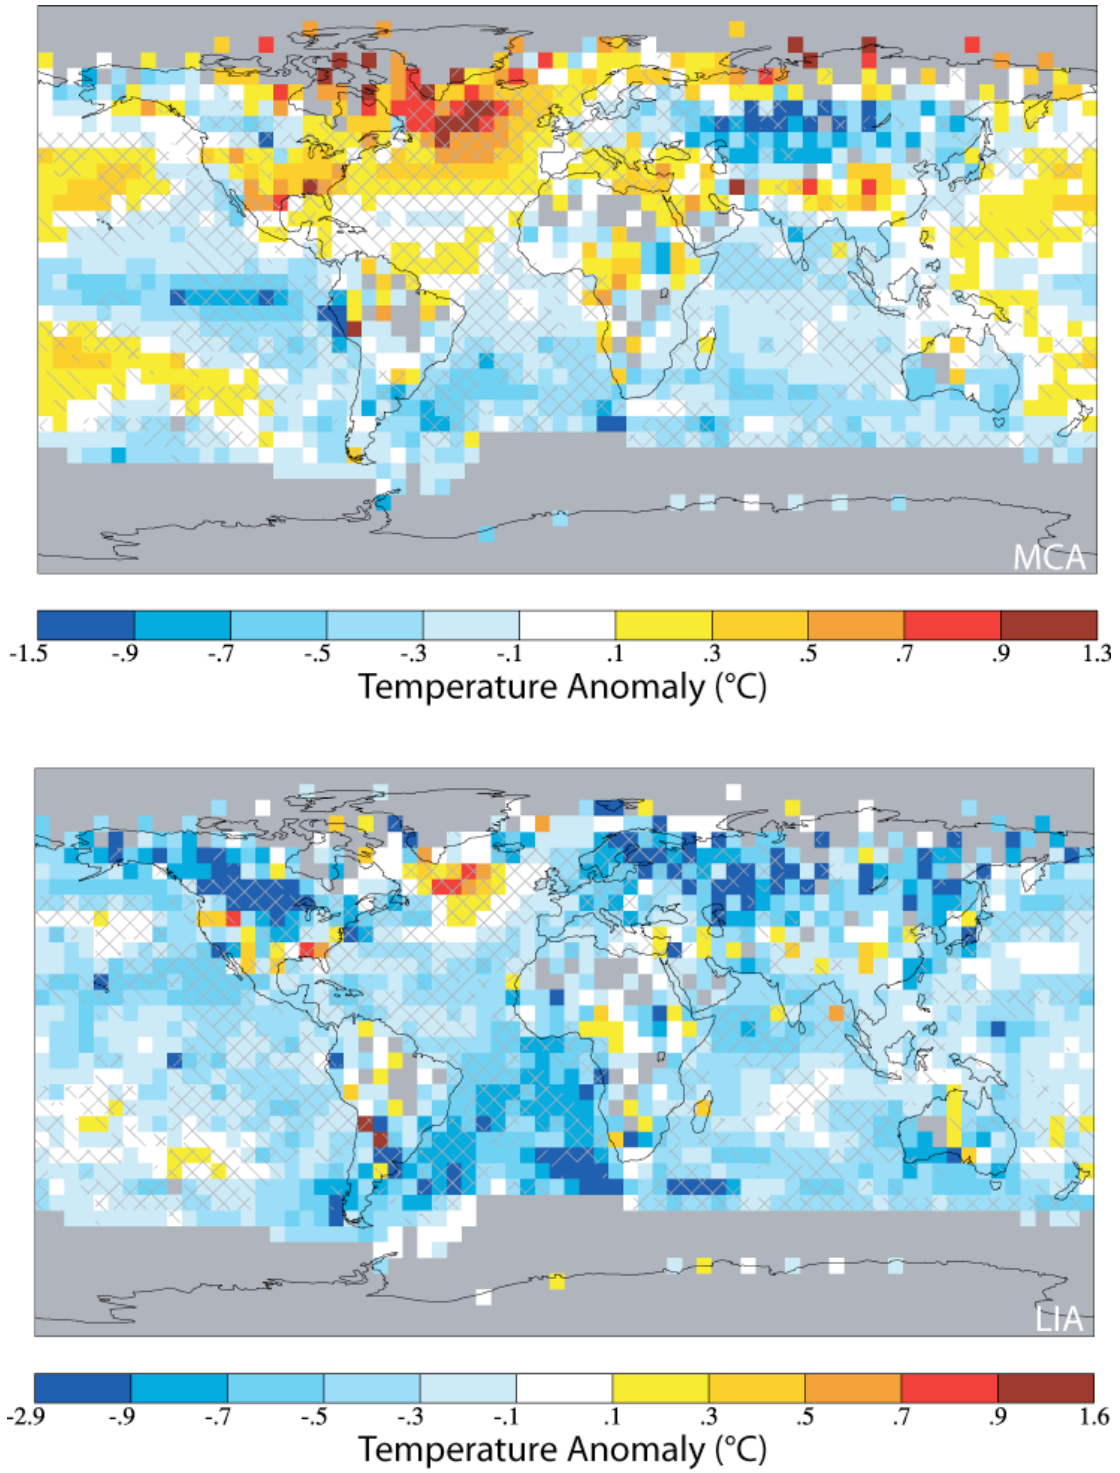 MCA
-1.5 -.9 -.7 -.5 -.3 -.1 .1 .3 .5 .7 .9 1.3
Temperature Anomaly (°C)
LIA
-2.9 -.9 -.7 -.5 -.3 -.1 .1 .3 .5 .7 .9 1.6
Temperature Anomaly (°C)